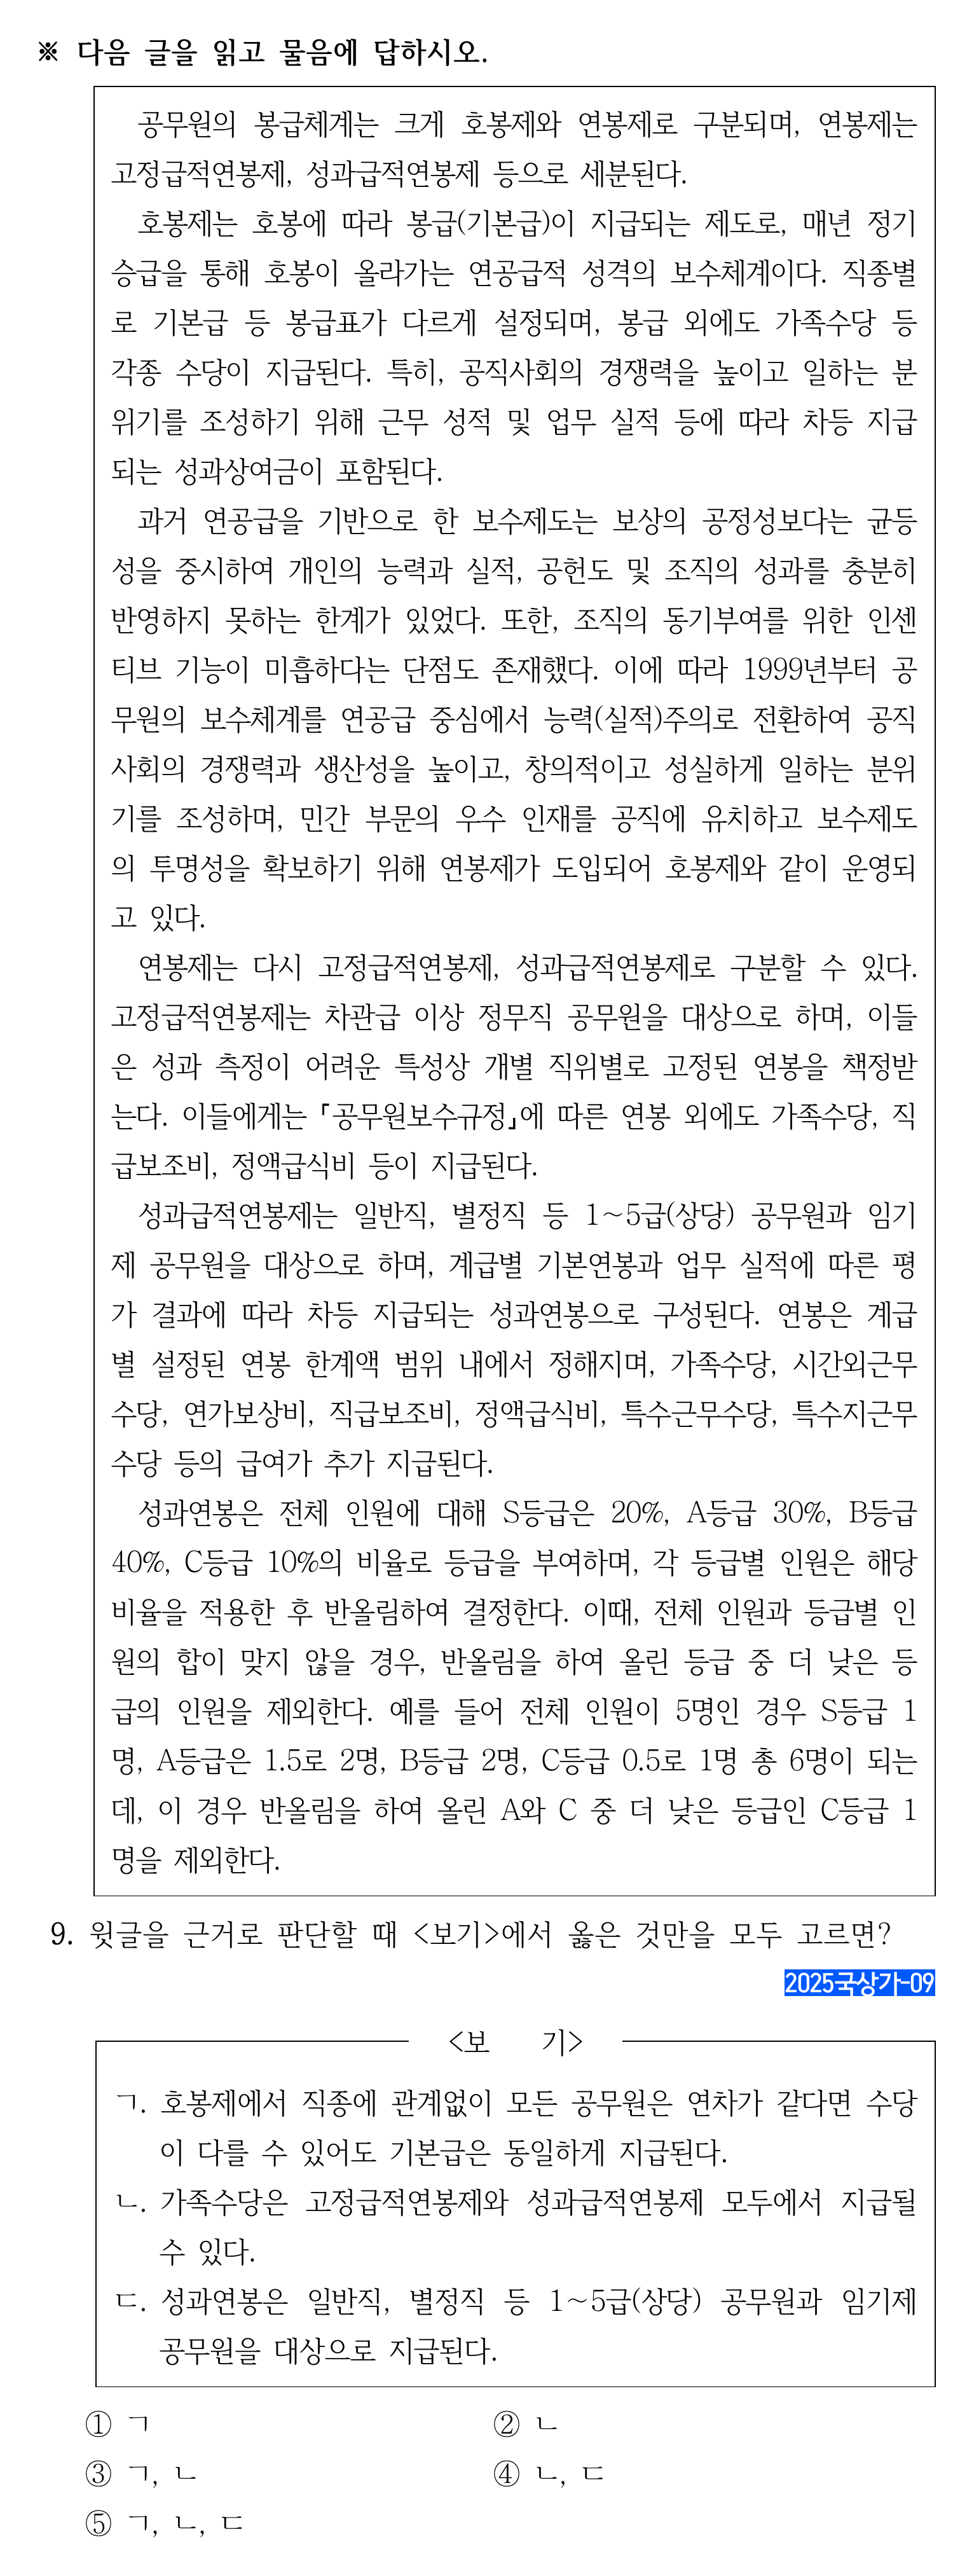 ※ 다음 글을 읽고 물음에 답하시오.
공무원의 봉급체계는 크게 호봉제와 연봉제로 구분되며, 연봉제는
고정급적연봉제, 성과급적연봉제 등으로 세분된다.
호봉제는 호봉에 따라 봉급(기본급)이 지급되는 제도로, 매년 정기
승급을 통해 호봉이 올라가는 연공급적 성격의 보수체계이다. 직종별
로 기본급 등 봉급표가 다르게 설정되며, 봉급 외에도 가족수당 등
각종 수당이 지급된다. 특히, 공직사회의 경쟁력을 높이고 일하는 분
위기를 조성하기 위해 근무 성적 및 업무 실적 등에 따라 차등 지급
되는 성과상여금이 포함된다.
과거 연공급을 기반으로 한 보수제도는 보상의 공정성보다는 균등
성을 중시하여 개인의 능력과 실적, 공헌도 및 조직의 성과를 충분히
반영하지 못하는 한계가 있었다. 또한, 조직의 동기부여를 위한 인센
티브 기능이 미흡하다는 단점도 존재했다. 이에 따라 1999년부터 공
무원의 보수체계를 연공급 중심에서 능력(실적)주의로 전환하여 공직
사회의 경쟁력과 생산성을 높이고, 창의적이고 성실하게 일하는 분위
기를 조성하며, 민간 부문의 우수 인재를 공직에 유치하고 보수제도
의 투명성을 확보하기 위해 연봉제가 도입되어 호봉제와 같이 운영되
고 있다.
연봉제는 다시 고정급적연봉제, 성과급적연봉제로 구분할 수 있다.
고정급적연봉제는 차관급 이상 정무직 공무원을 대상으로 하며, 이들
은 성과 측정이 어려운 특성상 개별 직위별로 고정된 연봉을 책정받
는다. 이들에게는 「공무원보수규정」에 따른 연봉 외에도 가족수당, 직
급보조비, 정액급식비 등이 지급된다.
성과급적연봉제는 일반직, 별정직 등 1~5급(상당) 공무원과 임기
제 공무원을 대상으로 하며, 계급별 기본연봉과 업무 실적에 따른 평
가 결과에 따라 차등 지급되는 성과연봉으로 구성된다. 연봉은 계급
별 설정된 연봉 한계액 범위 내에서 정해지며, 가족수당, 시간외근무
수당, 연가보상비, 직급보조비, 정액급식비, 특수근무수당, 특수지근무
수당 등의 급여가 추가 지급된다.
성과연봉은 전체 인원에 대해 S등급은 20%, A등급 30%, B등급
40%, C등급 10%의 비율로 등급을 부여하며, 각 등급별 인원은 해당
비율을 적용한 후 반올림하여 결정한다. 이때, 전체 인원과 등급별 인
원의 합이 맞지 않을 경우, 반올림을 하여 올린 등급 중 더 낮은 등
급의 인원을 제외한다. 예를 들어 전체 인원이 5명인 경우 S등급 1
명, A등급은 1.5로 2명, B등급 2명, C등급 0.5로 1명 총 6명이 되는
데, 이 경우 반올림을 하여 올린 A와 C 중 더 낮은 등급인 C등급 1
명을 제외한다.
9. 윗글을 근거로 판단할 때 <보기>에서 옳은 것만을 모두 고르면?
2025국상가-09
<보 기>
ㄱ. 호봉제에서 직종에 관계없이 모든 공무원은 연차가 같다면 수당
이 다를 수 있어도 기본급은 동일하게 지급된다.
ㄴ. 가족수당은 고정급적연봉제와 성과급적연봉제 모두에서 지급될
수 있다.
ㄷ. 성과연봉은 일반직, 별정직 등 1~5급(상당) 공무원과 임기제
공무원을 대상으로 지급된다.
① ㄱ ② ㄴ
③ ㄱ, ㄴ ④ ㄴ, ㄷ
⑤ ㄱ, ㄴ, ㄷ